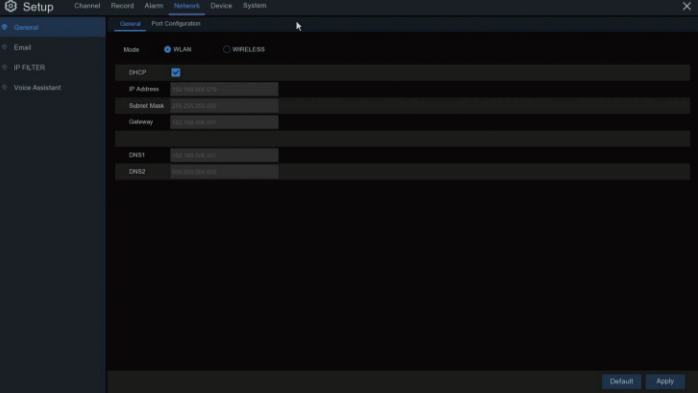 Setup Channel Record Alarm Network Device System
General
Email
IP FILTER
Voice Assistant
General Port Configuration
Mode WLAN WIRELESS
DHCP
IP Address
Subnet Mask
Gateway
DNS1
DNS2
Default Apply